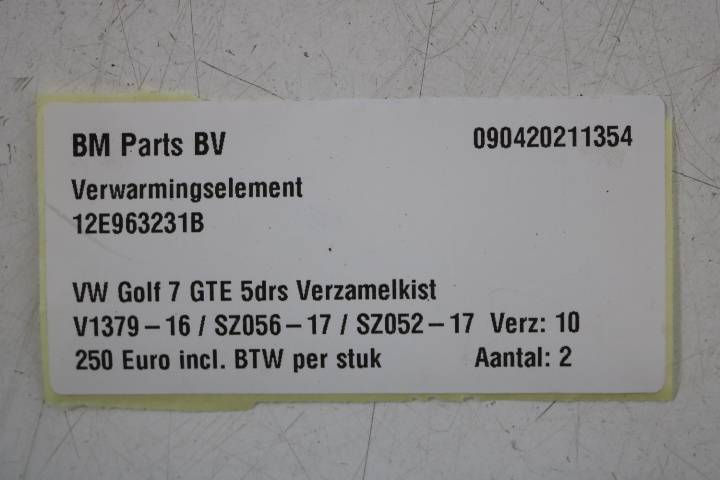 BM Parts BV 090420211354
Verwarmingselement
12E963231B
VW Golf 7 GTE 5drs Verzamelkist
V1379-16 / SZ056-17 / SZ052-17 Verz: 10
250 Euro incl. BTW per stuk Aantal: 2